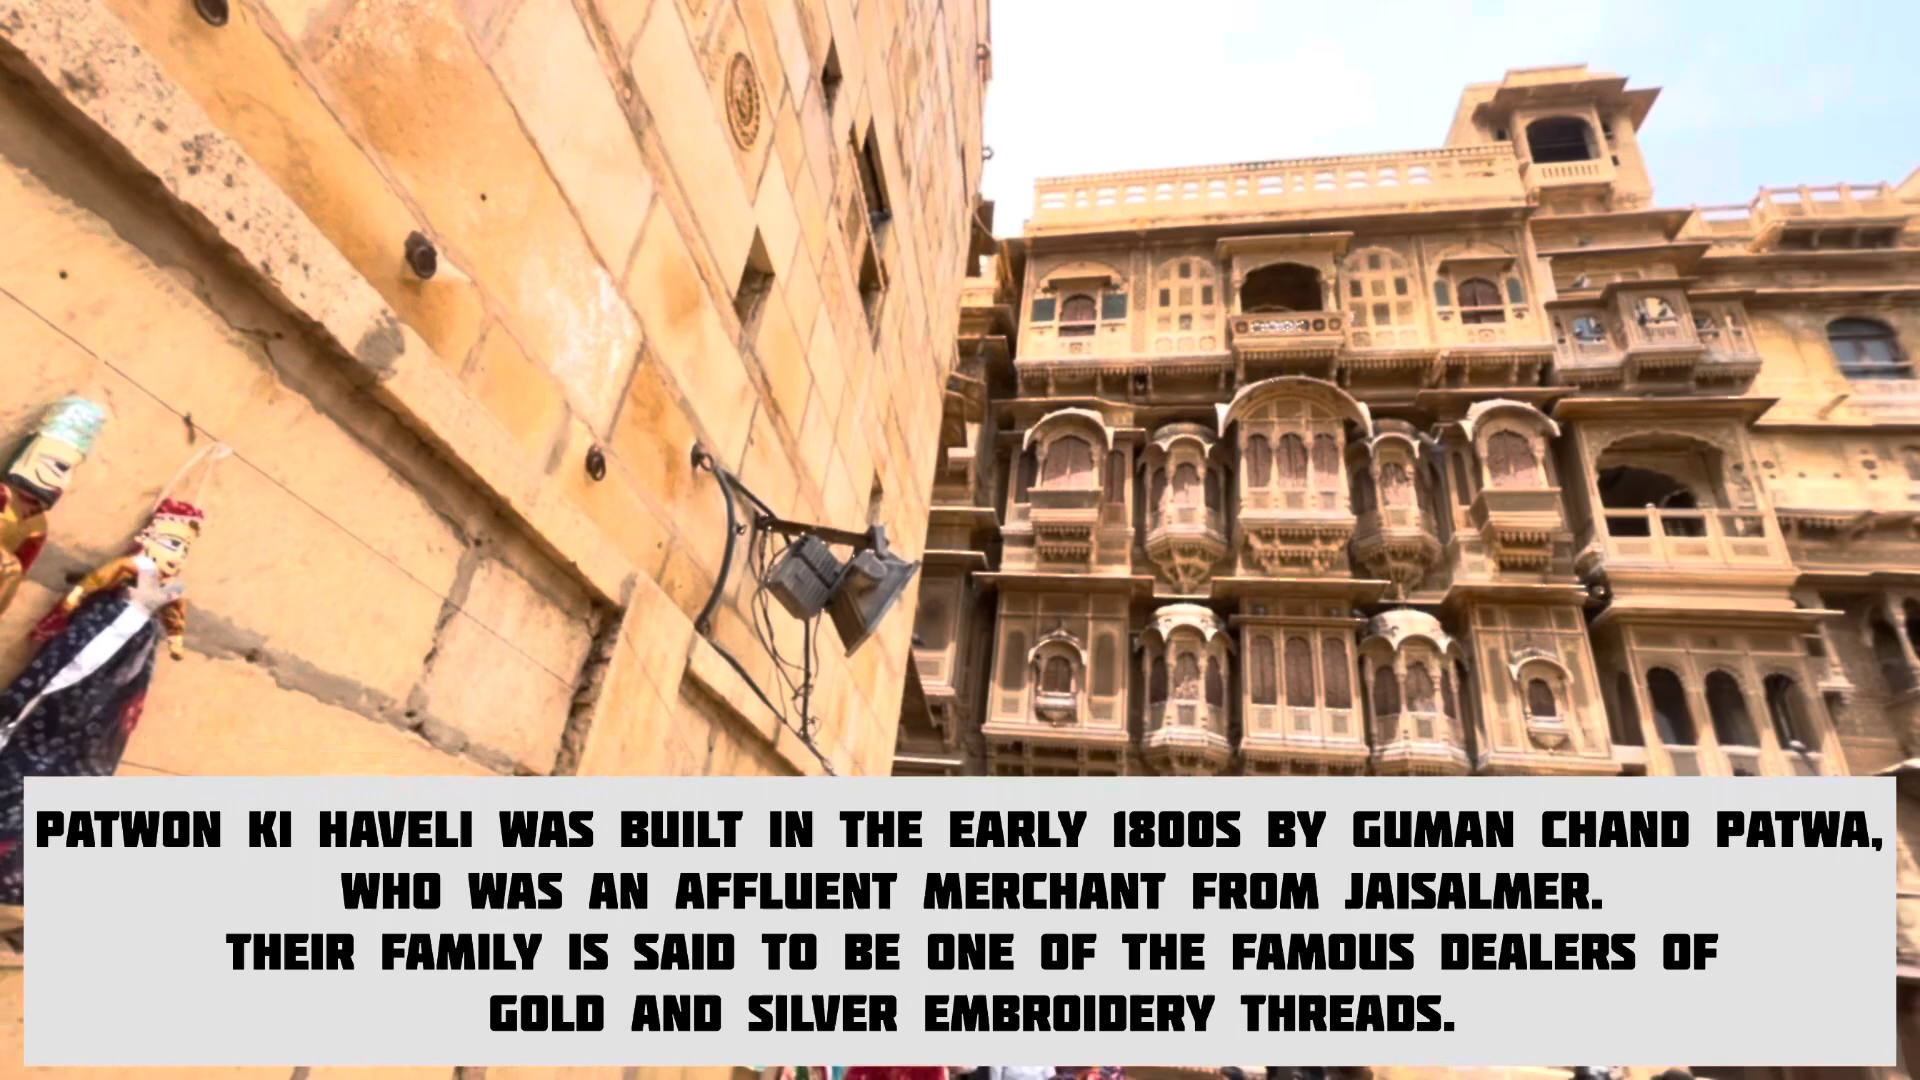 PATWON KI HAVELI WAS BUILT IN THE EARLY 1800S BY GUMAN CHAND PATWA,
WHO WAS AN AFFLUENT MERCHANT FROM JAISALMER.
THEIR FAMILY IS SAID TO BE ONE OF THE FAMOUS DEALERS OF
GOLD AND SILVER EMBROIDERY THREADS.